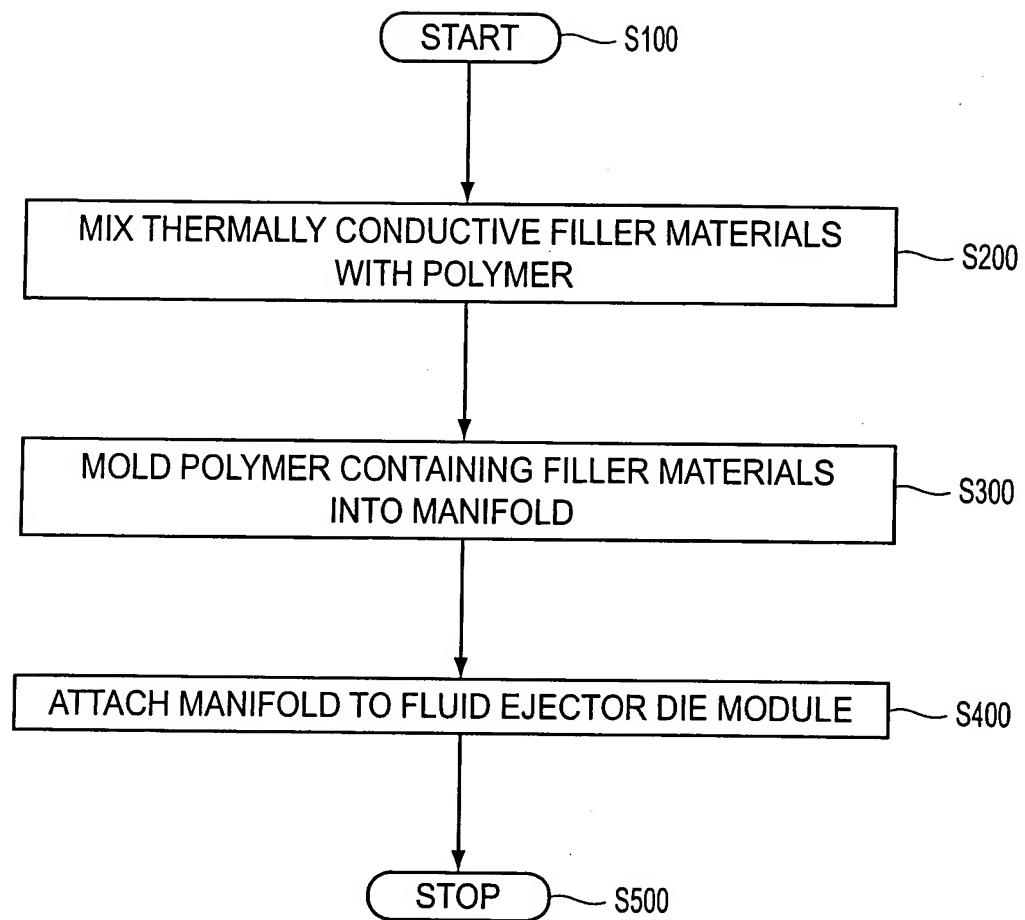 START
S100
MIX THERMALLY CONDUCTIVE FILLER MATERIALS
WITH POLYMER
S200
MOLD POLYMER CONTAINING FILLER MATERIALS
INTO MANIFOLD
S300
ATTACH MANIFOLD TO FLUID EJECTOR DIE MODULE
S400
STOP
S500